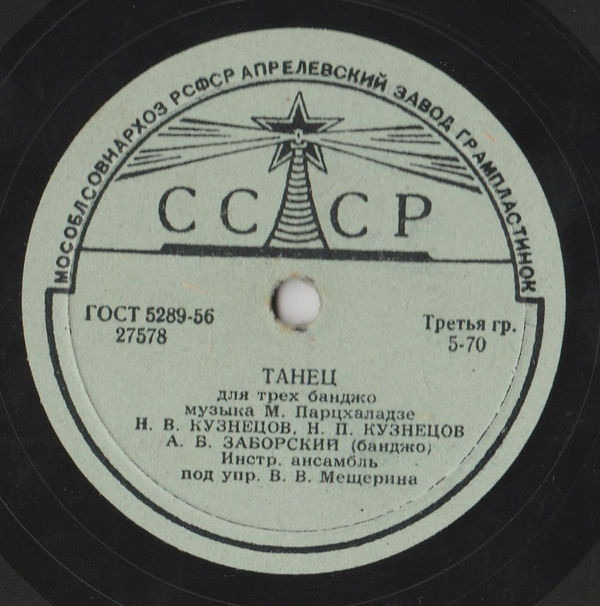 МОСОБЛСОВНАРХОЗ РСФСР АПРЕЛЕВСКИЙ ЗАВОД ГРАМПЛАСТИНОК
СССР
ГОСТ 5289-56
27578
Третья гр.
5-70
ТАНЕЦ
для трех банджо
музыка М. Парцхаладзе
Н. В. КУЗНЕЦОВ, Н. П. КУЗНЕЦОВ
А. Б. ЗАБОРСКИЙ (банджо)
Инстр. ансамбль
под упр. В. В. Мещерина